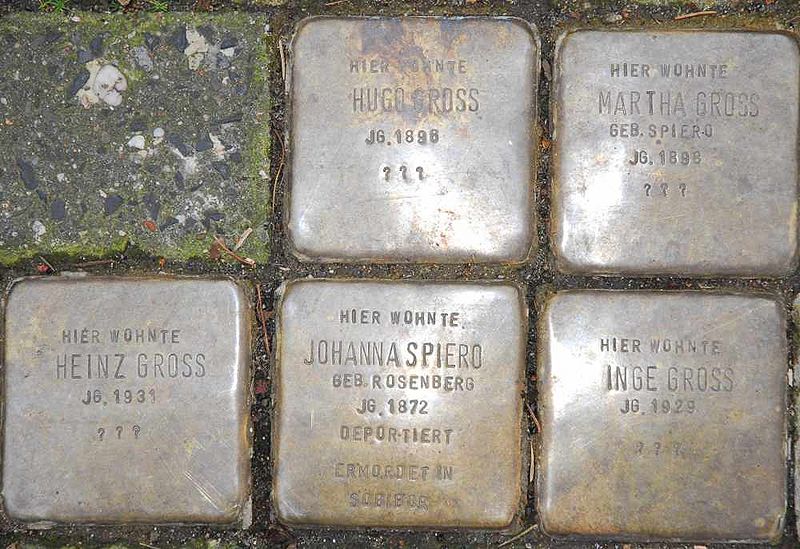 HIER WOHNTE
HUGO GROSS
JG. 1896
???
HIER WOHNTE
MARTHA GROSS
GEB. SPIERO
JG. 1898
???
HIER WOHNTE
HEINZ GROSS
JG. 1931
???
HIER WOHNTE
JOHANNA SPIERO
GEB. ROSENBERG
JG. 1872
DEPORTIERT
ERMORDET IN
SOBIBOR
HIER WOHNTE
INGE GROSS
JG. 1929
???